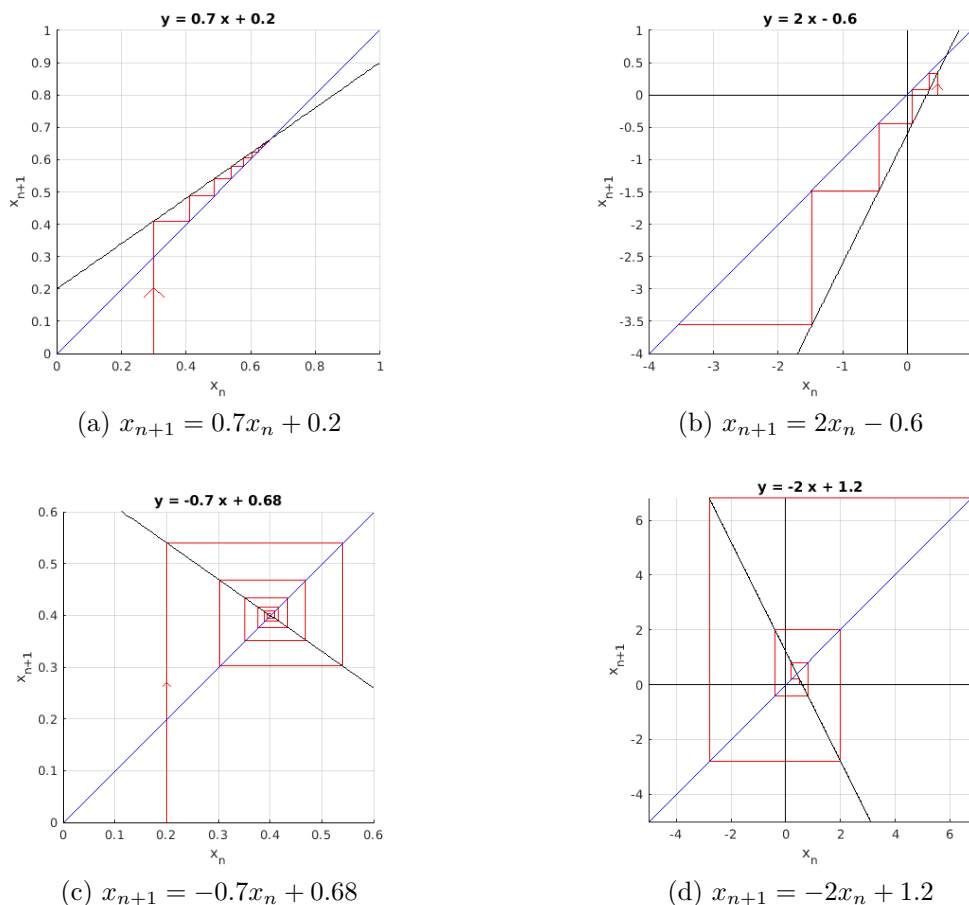 y = 0.7 x + 0.2
1
0.9
0.8
0.7
0.6
0.5
0.4
0.3
0.2
0.1
0
x_{n+1}
0 0.2 0.4 0.6 0.8 1
x_n
(a) x_{n+1} = 0.7x_n + 0.2
y = 2 x - 0.6
1
0.5
0
-0.5
-1
-1.5
-2
-2.5
-3
-3.5
-4
x_{n+1}
-4 -3 -2 -1 0
x_n
(b) x_{n+1} = 2x_n − 0.6
y = -0.7 x + 0.68
0.6
0.5
0.4
0.3
0.2
0.1
0
x_{n+1}
0 0.1 0.2 0.3 0.4 0.5 0.6
x_n
(c) x_{n+1} = −0.7x_n + 0.68
y = -2 x + 1.2
6
4
2
0
-2
-4
x_{n+1}
-4 -2 0 2 4 6
x_n
(d) x_{n+1} = −2x_n + 1.2